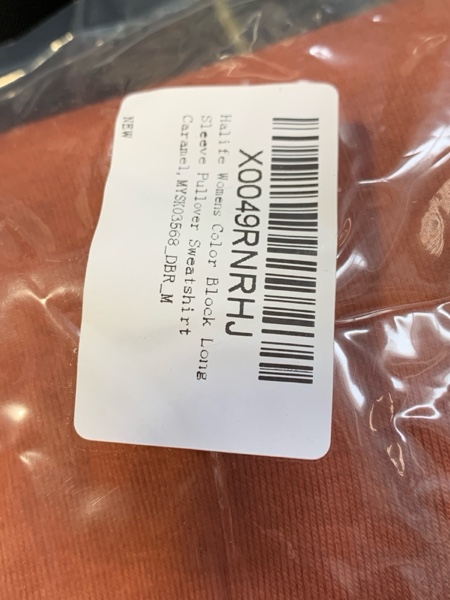 X0049RNRHJ
Halife Womens Color Block Long
Sleeve Pullover Sweatshirt
Caramel,MYSK03568_DBR_M
NEW